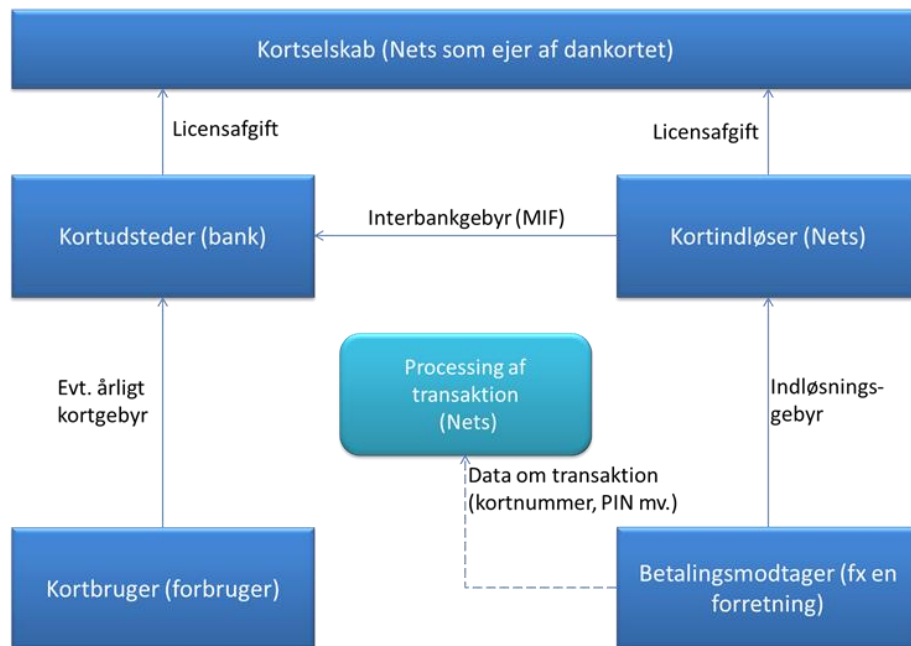 Kortselskab (Nets som ejer af dankortet)
Licensafgift
Licensafgift
Kortudsteder (bank)
Interbankgebyr (MIF)
Kortindløser (Nets)
Evt. årligt
kortgebyr
Processing af
transaktion
(Nets)
Indløsnings-
gebyr
Data om transaktion
(kortnummer, PIN mv.)
Kortbruger (forbruger)
Betalingsmodtager (fx en
forretning)